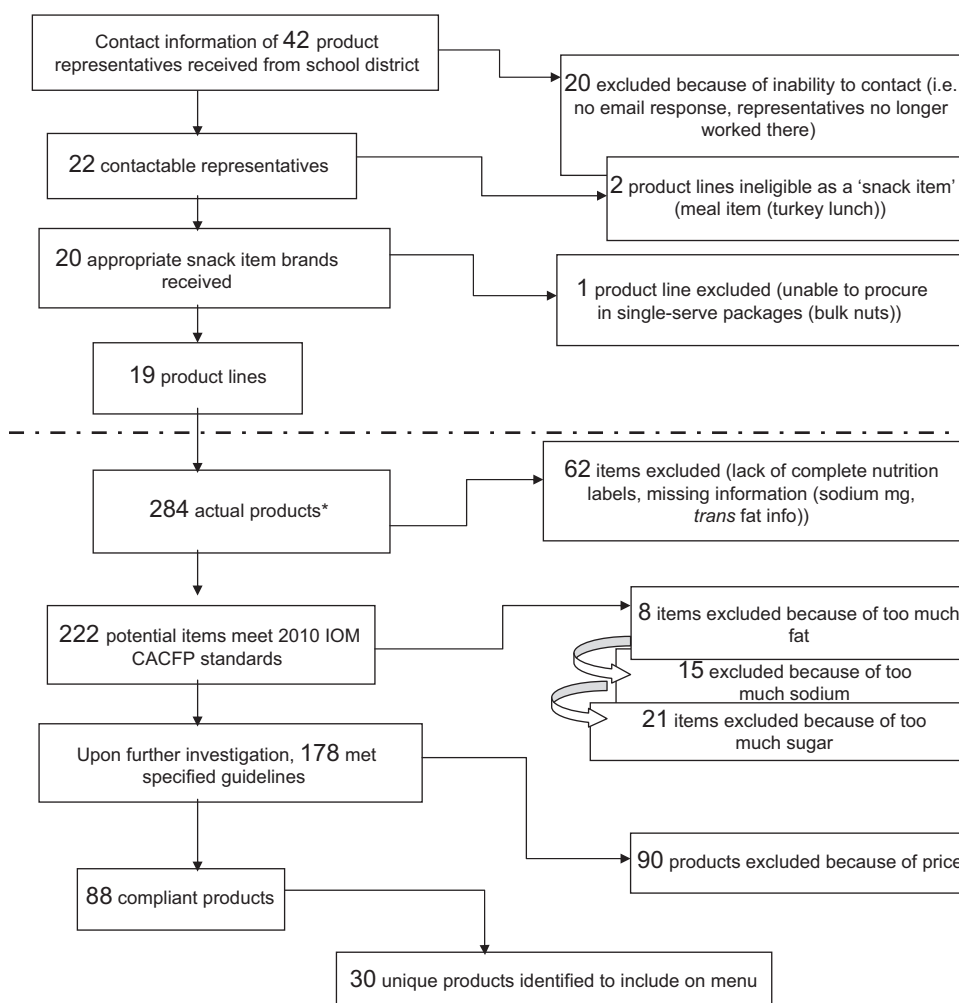 Contact information of 42 product
representatives received from school district
20 excluded because of inability to contact (i.e.
no email response, representatives no longer
worked there)
22 contactable representatives
2 product lines ineligible as a ‘snack item’
(meal item (turkey lunch))
20 appropriate snack item brands
received
1 product line excluded (unable to procure
in single-serve packages (bulk nuts))
19 product lines
62 items excluded (lack of complete nutrition
labels, missing information (sodium mg,
trans fat info))
284 actual products*
222 potential items meet 2010 IOM
CACFP standards
8 items excluded because of too much
fat
15 excluded because of too
much sodium
21 items excluded because of too
much sugar
Upon further investigation, 178 met
specified guidelines
90 products excluded because of price
88 compliant products
30 unique products identified to include on menu